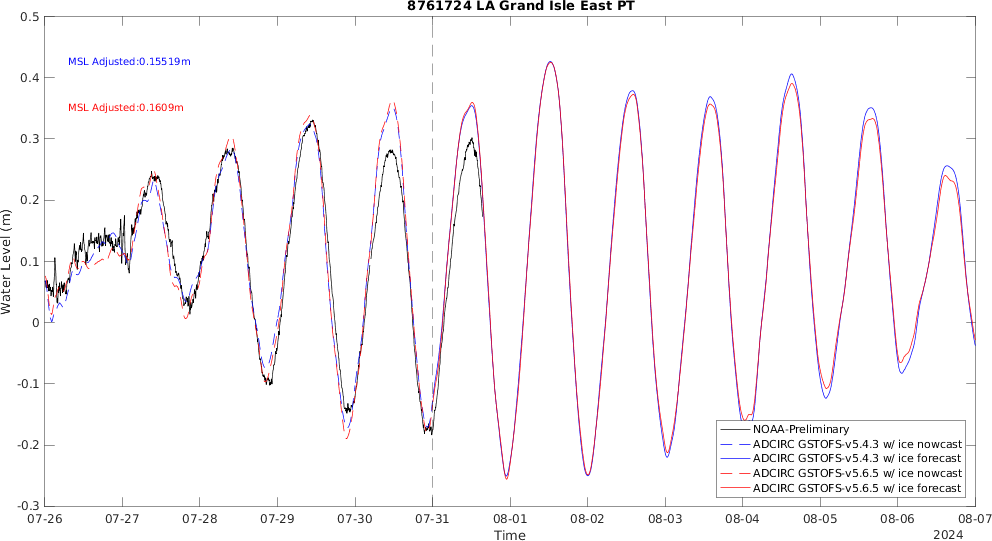 8761724 LA Grand Isle East PT
MSL Adjusted:0.15519m
MSL Adjusted:0.1609m
Water Level (m)
0.5
0.4
0.3
0.2
0.1
0
-0.1
-0.2
-0.3
NOAA-Preliminary
ADCIRC GSTOFS-v5.4.3 w/ ice nowcast
ADCIRC GSTOFS-v5.4.3 w/ ice forecast
ADCIRC GSTOFS-v5.6.5 w/ ice nowcast
ADCIRC GSTOFS-v5.6.5 w/ ice forecast
07-26 07-27 07-28 07-29 07-30 07-31 08-01 08-02 08-03 08-04 08-05 08-06 08-07
Time
2024